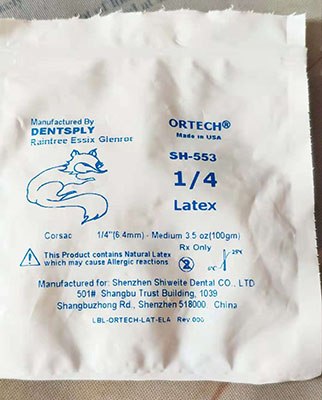 Manufactured By
DENTSPLY
Raintree Essix Glenroe
ORTECH®
Made in USA
SH-553
1/4
Latex
Corsac 1/4"(6.4mm) - Medium 3.5 oz(100gm)
Rx Only
This Product contains Natural Latex
which may cause Allergic reactions
0°C 25°C
Manufactured for: Shenzhen Shiweite Dental CO., LTD
501# Shangbu Trust Building, 1039
Shangbuzhong Rd., Shenzhen 518000 China
LBL-ORTECH-LAT-ELA Rev.000